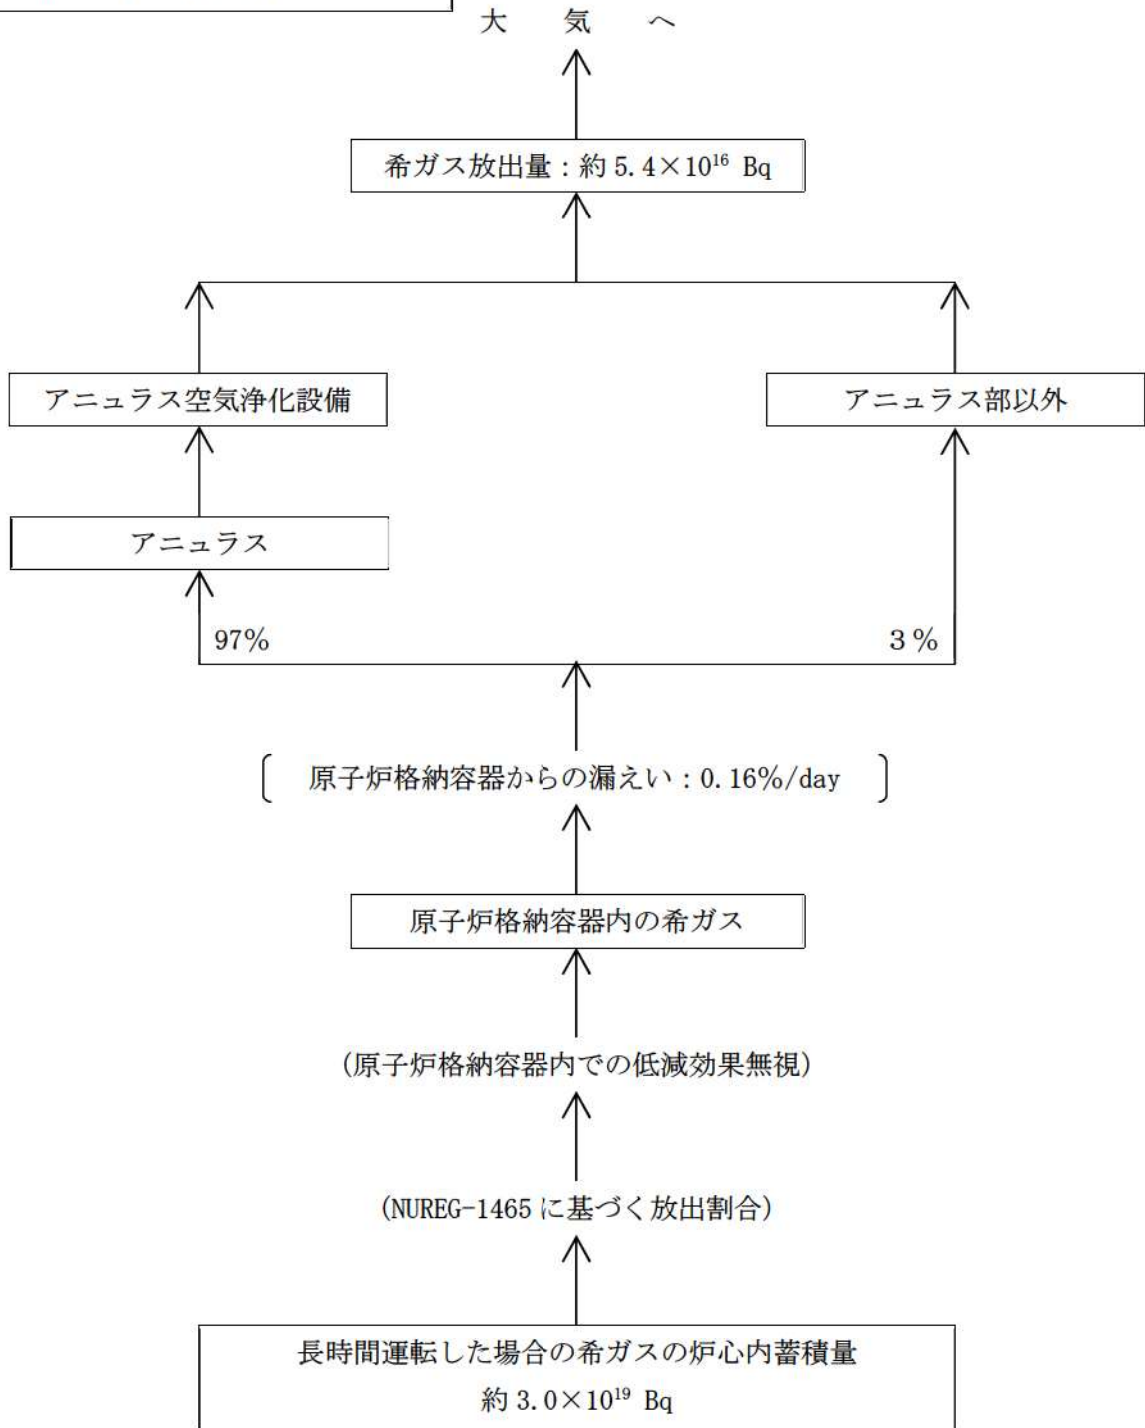 大　気　へ
希ガス放出量：約 5.4×10¹⁶ Bq
アニュラス空気浄化設備
アニュラス部以外
アニュラス
97%
3％
原子炉格納容器からの漏えい：0.16%/day
原子炉格納容器内の希ガス
(原子炉格納容器内での低減効果無視)
(NUREG-1465 に基づく放出割合)
長時間運転した場合の希ガスの炉心内蓄積量
約 3.0×10¹⁹ Bq